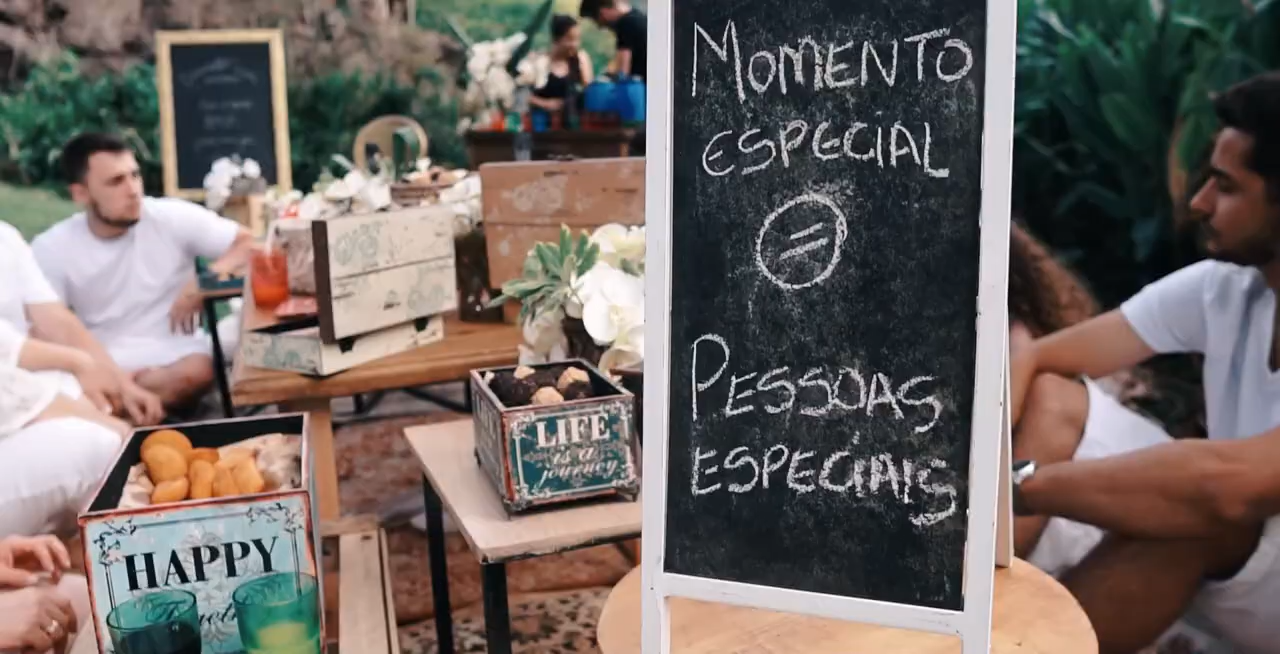 MOMENTO
ESPECIAL
=
PESSOAS
ESPECIAIS
LIFE
is a
journey
HAPPY